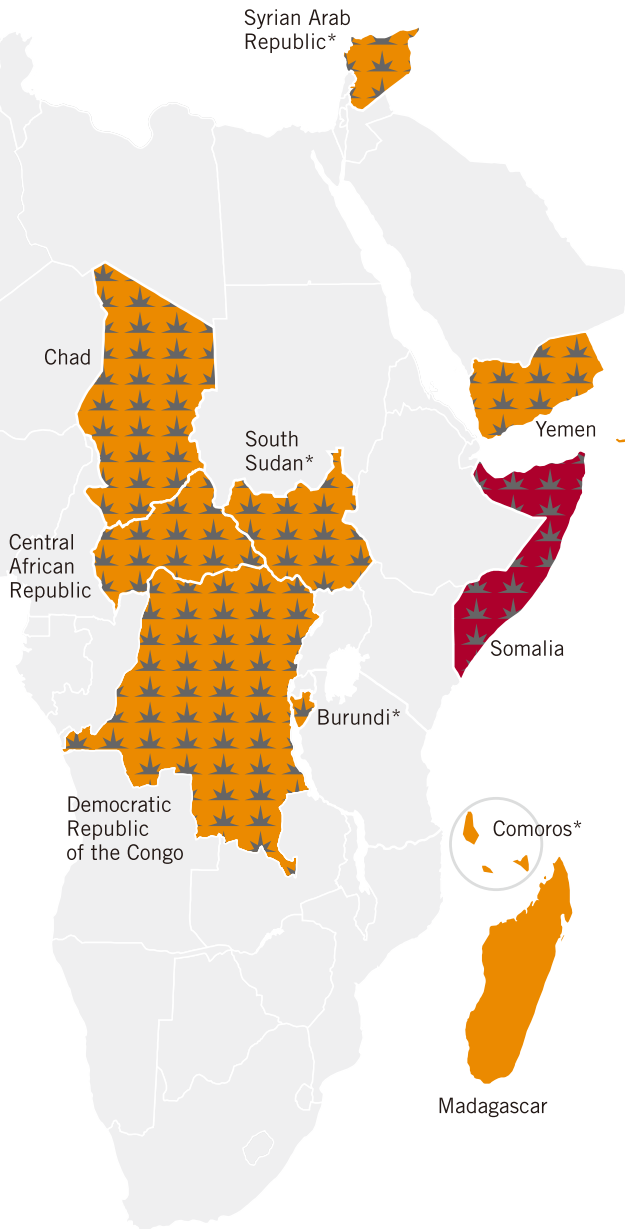 Syrian Arab
Republic*
Chad
South
Sudan*
Yemen
Central
African
Republic
Somalia
Burundi*
Democratic
Republic
of the Congo
Comoros*
Madagascar